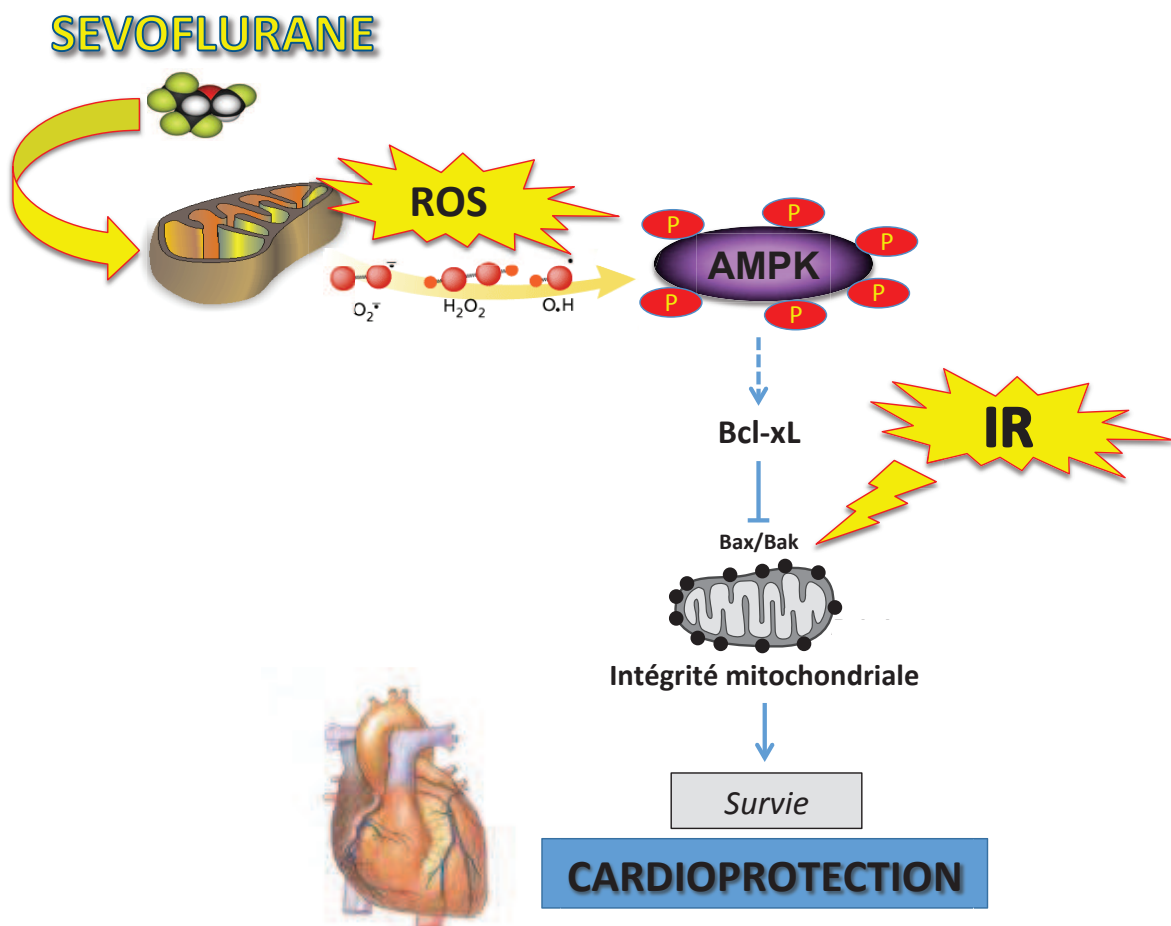 SEVOFLURANE
ROS
P
P
P
AMPK
P
P
P
O₂•̄
H₂O₂
O•H
Bcl-xL
IR
Bax/Bak
Intégrité mitochondriale
Survie
CARDIOPROTECTION